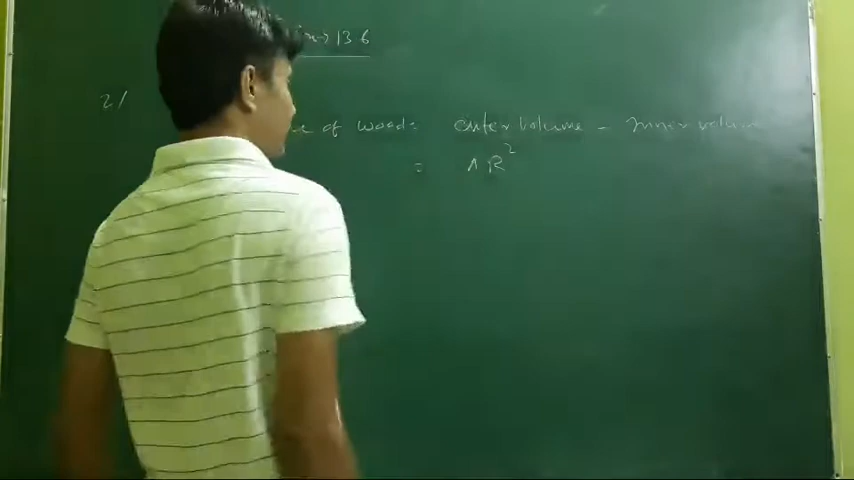 13.6
2/ of wood = outer volume - Inner volume
= πR²